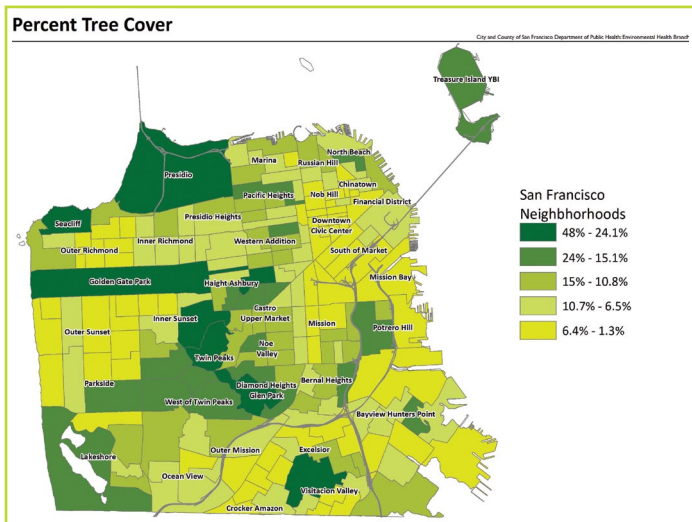 Percent Tree Cover
City and County of San Francisco Department of Public Health: Environmental Health Branch
Treasure Island YBI
North Beach
Marina
Russian Hill
Presidio
Chinatown
Pacific Heights
Nob Hill
Financial District
Seacliff
Presidio Heights
Downtown
Civic Center
Outer Richmond
Inner Richmond
Western Addition
South of Market
Golden Gate Park
Haight Ashbury
Mission Bay
Castro
Upper Market
Inner Sunset
Mission
Outer Sunset
Potrero Hill
Noe
Valley
Twin Peaks
Parkside
Diamond Heights
Glen Park
Bernal Heights
West of Twin Peaks
Bayview Hunters Point
Lakeshore
Outer Mission
Excelsior
Ocean View
Visitacion Valley
Crocker Amazon
San Francisco
Neighbhorhoods
48% - 24.1%
24% - 15.1%
15% - 10.8%
10.7% - 6.5%
6.4% - 1.3%